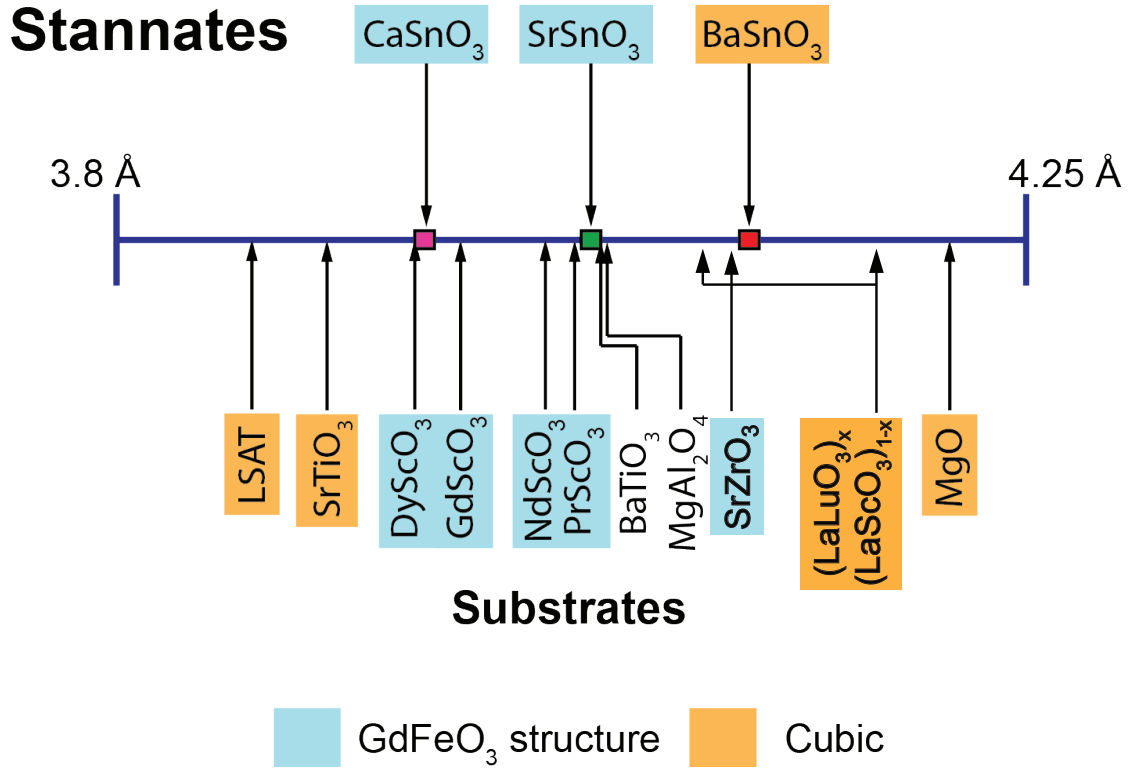 Stannates
CaSnO₃
SrSnO₃
BaSnO₃
3.8 Å
4.25 Å
LSAT
SrTiO₃
DyScO₃
GdScO₃
NdScO₃
PrScO₃
BaTiO₃
MgAl₂O₄
SrZrO₃
(LaLuO₃)ₓ
(LaScO₃)₁₋ₓ
MgO
Substrates
GdFeO₃ structure
Cubic